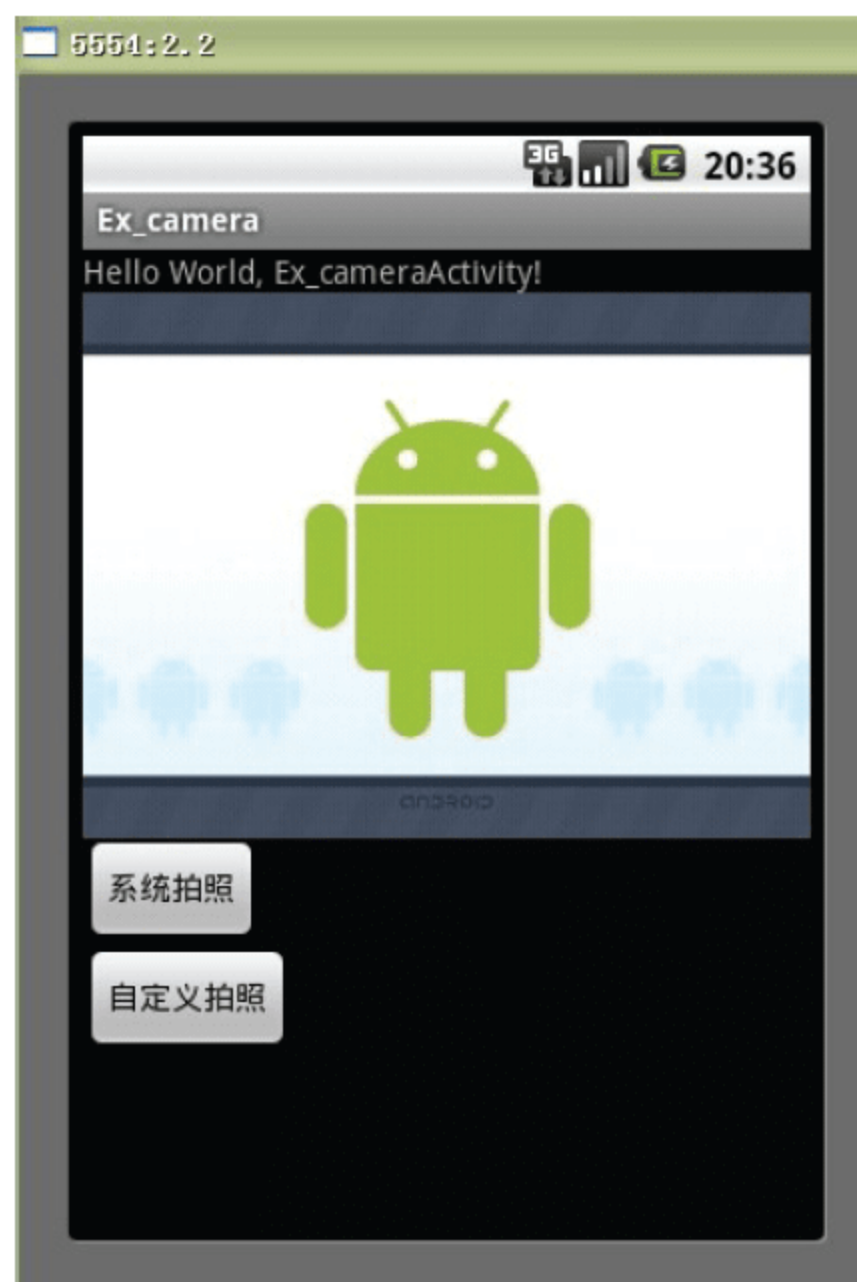 5554:2.2
3G 20:36
Ex_camera
Hello World, Ex_cameraActivity!
ANDROID
系统拍照
自定义拍照